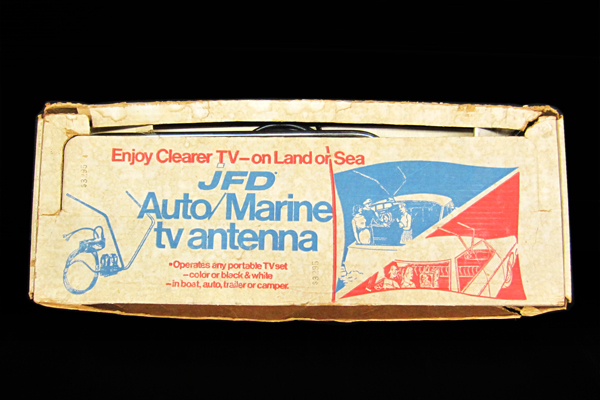 Enjoy Clearer TV—on Land or Sea
JFD
Auto/Marine
tv antenna
•Operates any portable TV set
—color or black & white
—in boat, auto, trailer or camper.